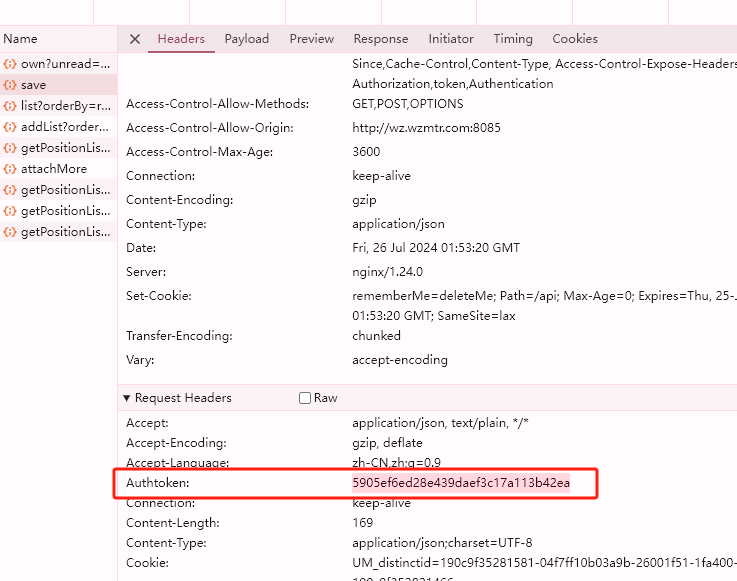 Name
Headers Payload Preview Response Initiator Timing Cookies
own?unread=...
save
list?orderBy=r...
addList?order...
getPositionLis...
attachMore
getPositionLis...
getPositionLis...
getPositionLis...
Since,Cache-Control,Content-Type, Access-Control-Expose-Headers
Authorization,token,Authentication
Access-Control-Allow-Methods: GET,POST,OPTIONS
Access-Control-Allow-Origin: http://wz.wzmtr.com:8085
Access-Control-Max-Age: 3600
Connection: keep-alive
Content-Encoding: gzip
Content-Type: application/json
Date: Fri, 26 Jul 2024 01:53:20 GMT
Server: nginx/1.24.0
Set-Cookie: rememberMe=deleteMe; Path=/api; Max-Age=0; Expires=Thu, 25-
01:53:20 GMT; SameSite=lax
Transfer-Encoding: chunked
Vary: accept-encoding
Request Headers Raw
Accept: application/json, text/plain, */*
Accept-Encoding: gzip, deflate
Accept-Language: zh-CN,zh;q=0.9
Authtoken: 5905ef6ed28e439daef3c17a113b42ea
Connection: keep-alive
Content-Length: 169
Content-Type: application/json;charset=UTF-8
Cookie: UM_distinctid=190c9f35281581-04f7ff10b03a9b-26001f51-1fa400-